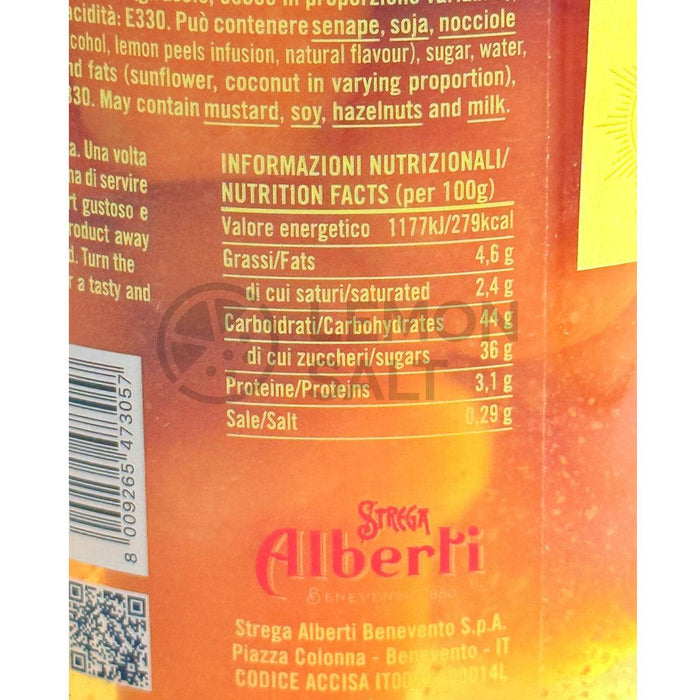 acidità: E330. Può contenere senape, soja, nocciole
cohol, lemon peels infusion, natural flavour), sugar, water,
nd fats (sunflower, coconut in varying proportion),
330. May contain mustard, soy, hazelnuts and milk.
a. Una volta
na di servire
rt gustoso e
roduct away
d. Turn the
r a tasty and
INFORMAZIONI NUTRIZIONALI/
NUTRITION FACTS (per 100g)
Valore energetico 1177kJ/279kcal
Grassi/Fats 4,6 g
di cui saturi/saturated 2,4 g
Carboidrati/Carbohydrates 44 g
di cui zuccheri/sugars 36 g
Proteine/Proteins 3,1 g
Sale/Salt 0,29 g
LEMON
SALT
8 009265 473057
STREGA
Alberti
BENEVENTO
Strega Alberti Benevento S.p.A.
Piazza Colonna - Benevento - IT
CODICE ACCISA